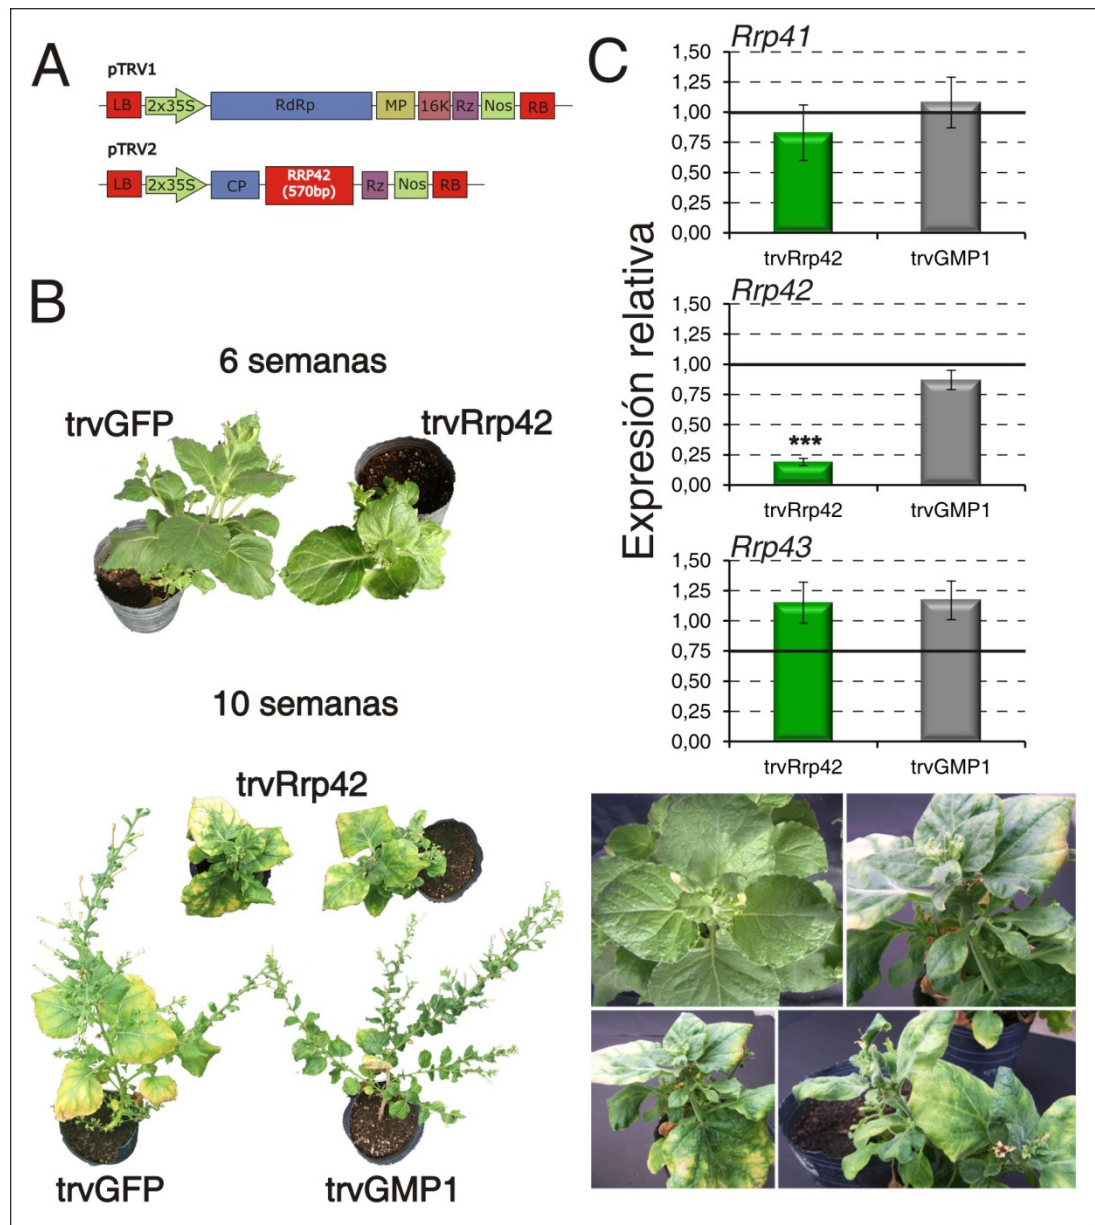 A
pTRV1
LB 2x35S RdRp MP 16K Rz Nos RB
pTRV2
LB 2x35S CP RRP42 (570bp) Rz Nos RB
B
6 semanas
trvGFP
trvRrp42
10 semanas
trvRrp42
trvGFP
trvGMP1
C
Expresión relativa
Rrp41
1,50
1,25
1,00
0,75
0,50
0,25
0,00
trvRrp42 trvGMP1
Rrp42
1,50
1,25
1,00
0,75
0,50
0,25
0,00
***
trvRrp42 trvGMP1
Rrp43
1,50
1,25
1,00
0,75
0,50
0,25
0,00
trvRrp42 trvGMP1